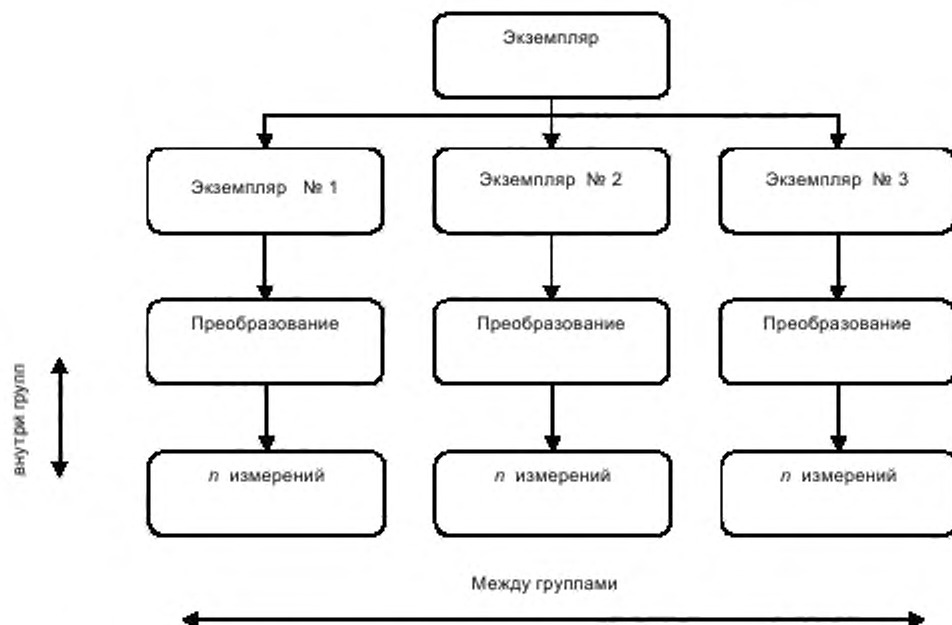 Экземпляр
Экземпляр № 1
Экземпляр № 2
Экземпляр № 3
Преобразование
Преобразование
Преобразование
внутри групп
n измерений
n измерений
n измерений
Между группами